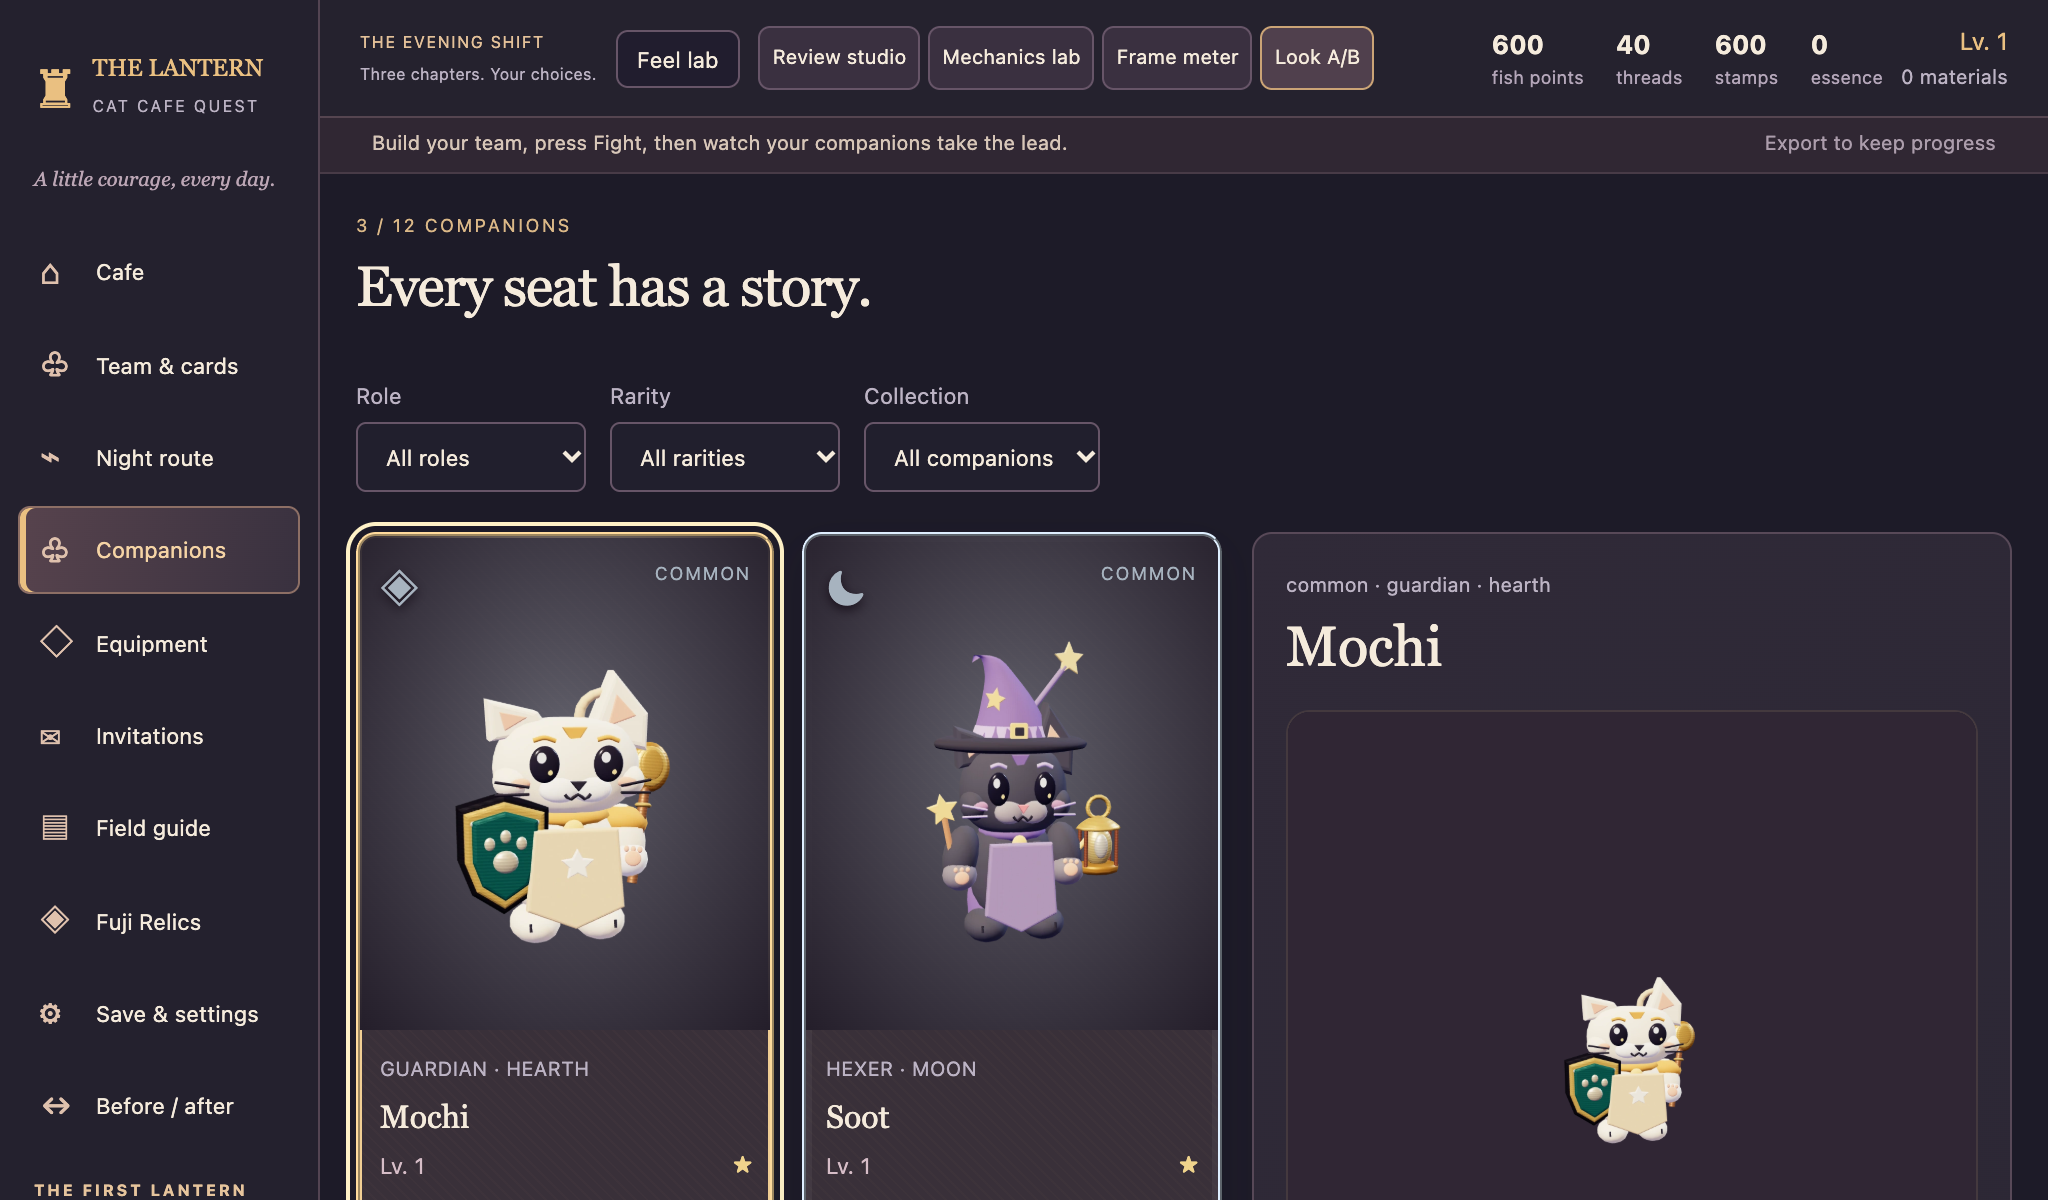 THE LANTERN
CAT CAFE QUEST
A little courage, every day.
Cafe
Team & cards
Night route
Companions
Equipment
Invitations
Field guide
Fuji Relics
Save & settings
Before / after
THE FIRST LANTERN
THE EVENING SHIFT
Three chapters. Your choices.
Feel lab
Review studio
Mechanics lab
Frame meter
Look A/B
600
fish points
40
threads
600
stamps
0
essence
Lv. 1
0 materials
Build your team, press Fight, then watch your companions take the lead.
Export to keep progress
3 / 12 COMPANIONS
Every seat has a story.
Role
All roles
Rarity
All rarities
Collection
All companions
COMMON
GUARDIAN · HEARTH
Mochi
Lv. 1
COMMON
HEXER · MOON
Soot
Lv. 1
common · guardian · hearth
Mochi